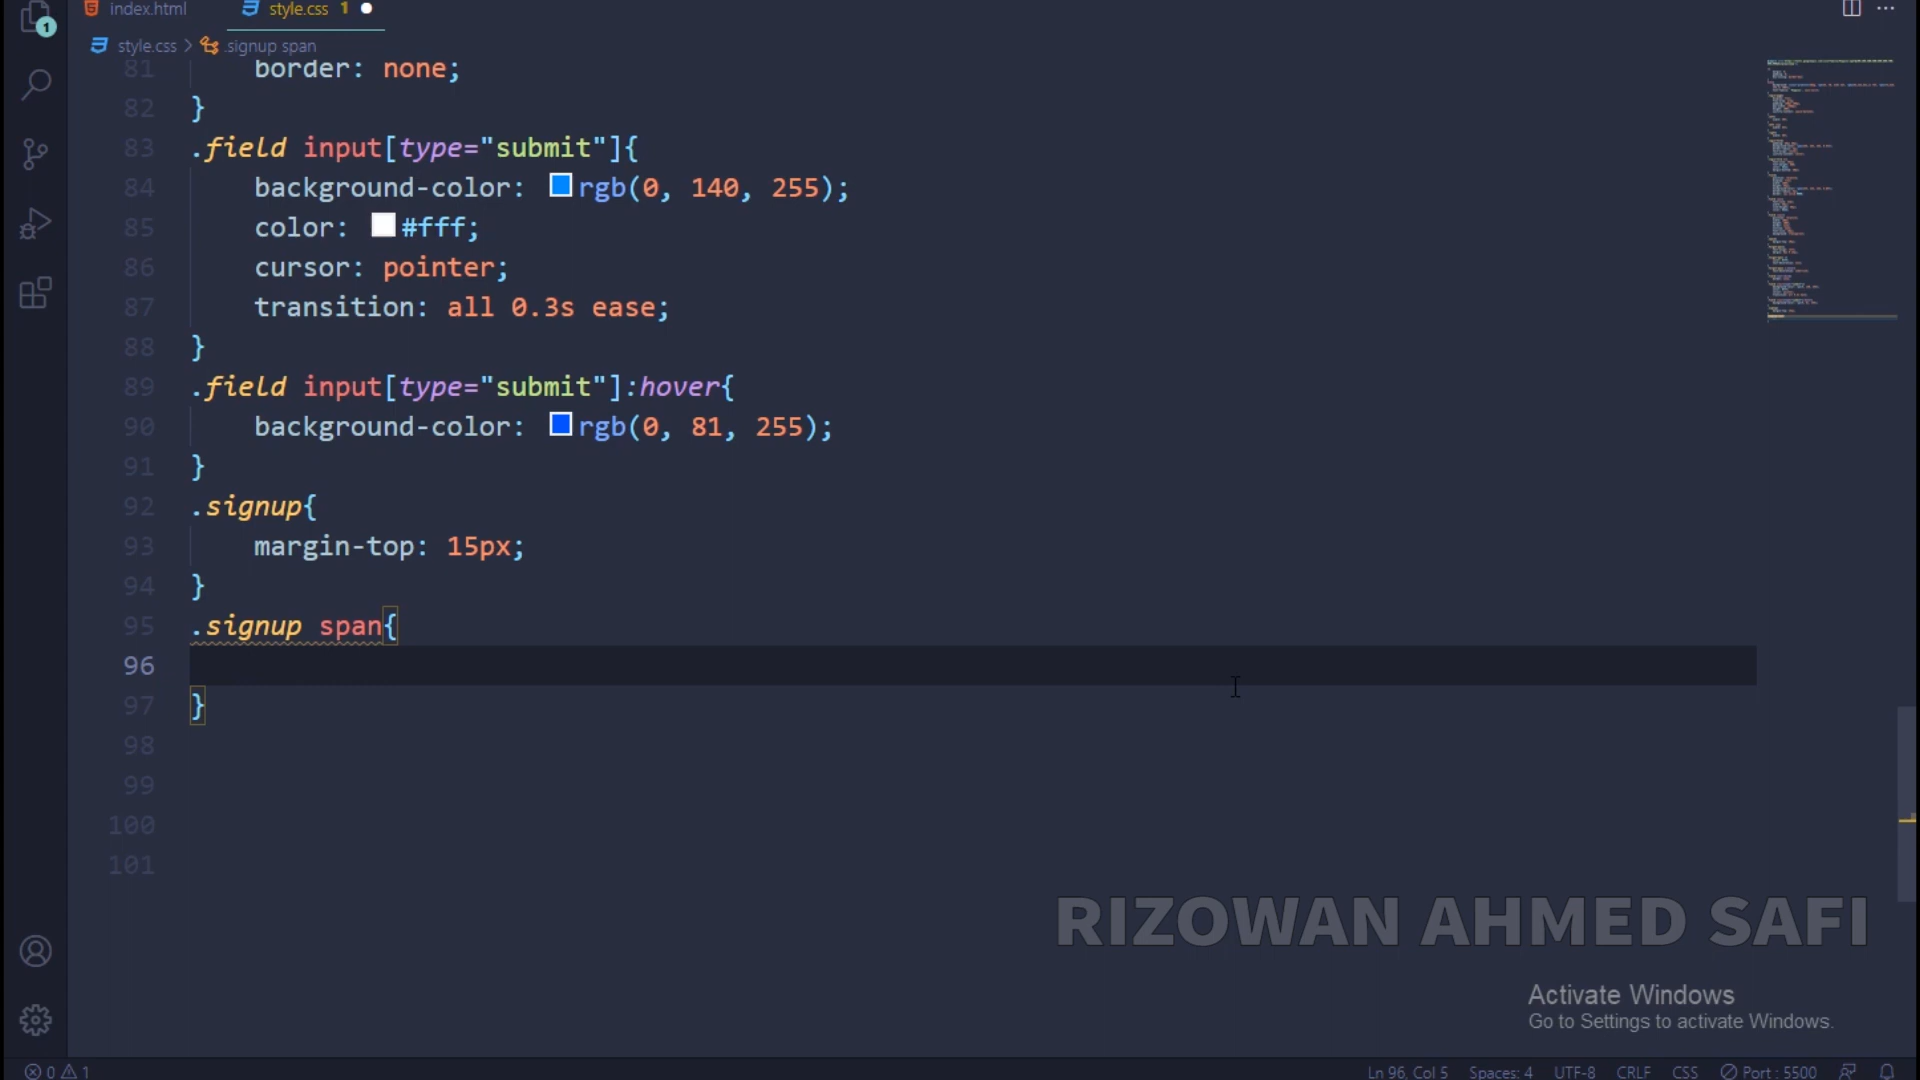 1
index.html
style.css 1
style.css > .signup span
81 border: none;
82 }
83 .field input[type="submit"]{
84 background-color: rgb(0, 140, 255);
85 color: #fff;
86 cursor: pointer;
87 transition: all 0.3s ease;
88 }
89 .field input[type="submit"]:hover{
90 background-color: rgb(0, 81, 255);
91 }
92 .signup{
93 margin-top: 15px;
94 }
95 .signup span{
96
97 }
98
99
100
101
RIZOWAN AHMED SAFI
Activate Windows
Go to Settings to activate Windows.
0 1 Ln 96, Col 5 Spaces: 4 UTF-8 CRLF CSS Port : 5500